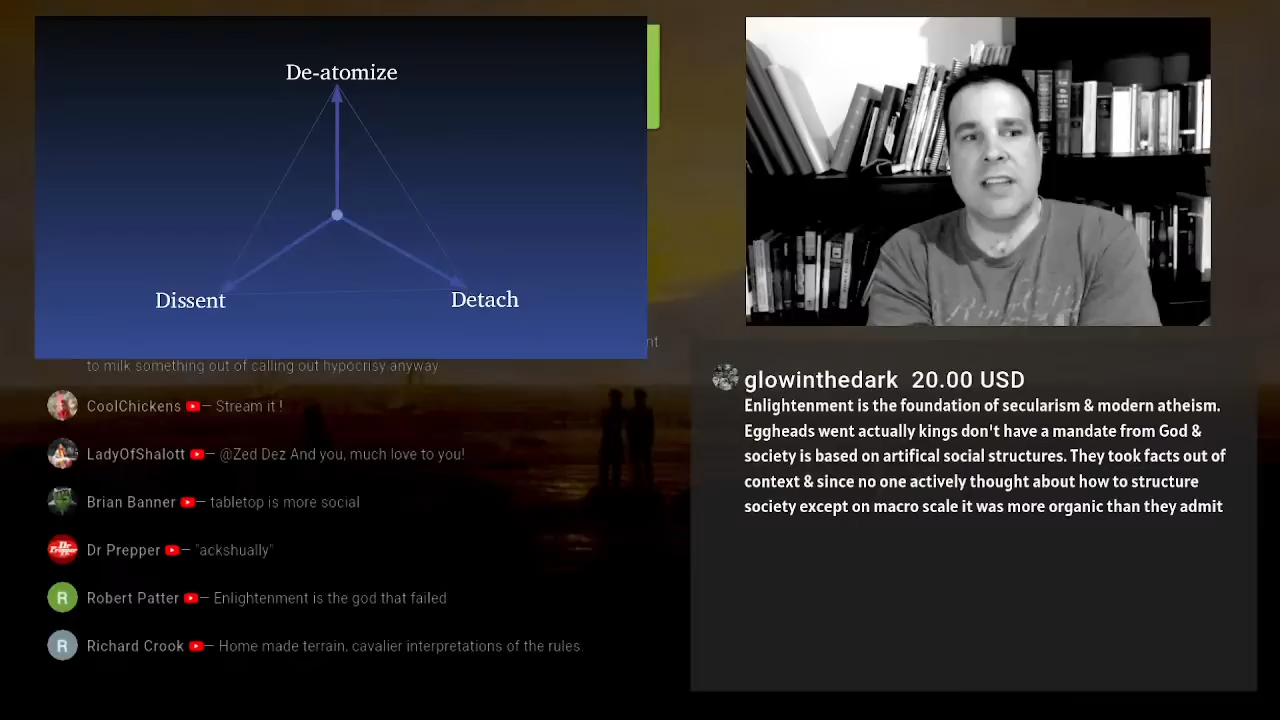 De-atomize
Dissent
Detach
nt
to milk something out of calling out hypocrisy anyway
CoolChickens — Stream it !
LadyOfShalott — @Zed Dez And you, much love to you!
Brian Banner — tabletop is more social
Dr Prepper — "ackshually"
Robert Patter — Enlightenment is the god that failed
Richard Crook — Home made terrain, cavalier interpretations of the rules.
glowinthedark 20.00 USD
Enlightenment is the foundation of secularism & modern atheism.
Eggheads went actually kings don't have a mandate from God &
society is based on artifical social structures. They took facts out of
context & since no one actively thought about how to structure
society except on macro scale it was more organic than they admit